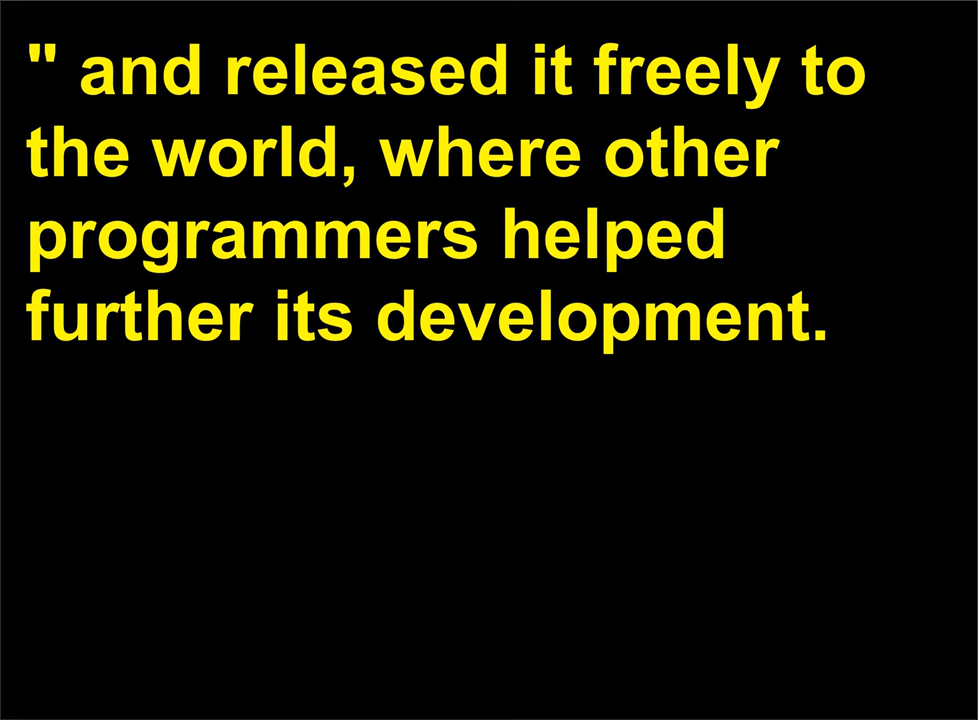 " and released it freely to
the world, where other
programmers helped
further its development.